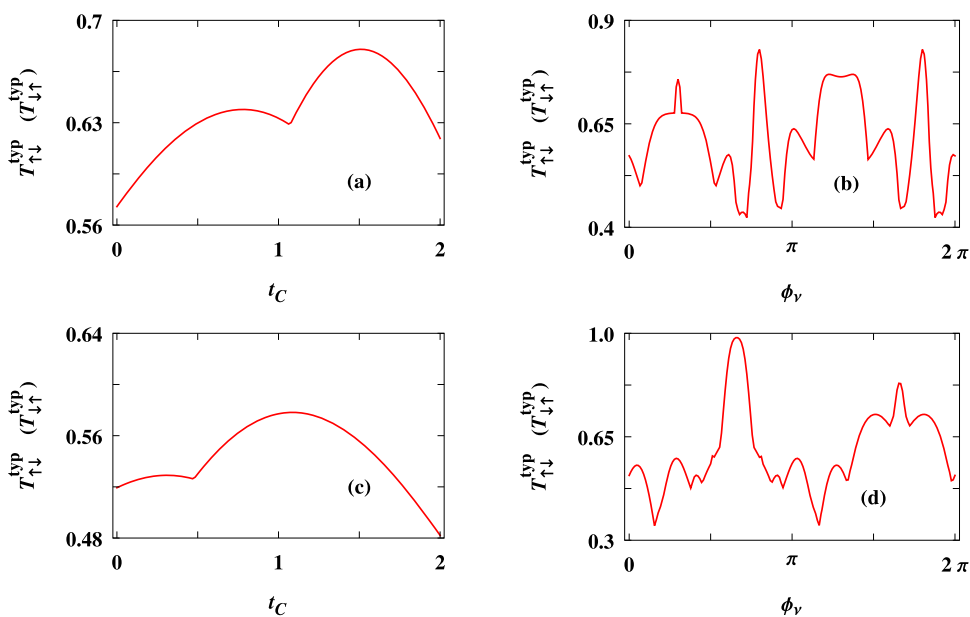 0.7
0.63
0.56
T↑↓^typ (T↓↑^typ)
(a)
0 1 2
t_C
0.9
0.65
0.4
T↑↓^typ (T↓↑^typ)
(b)
0 π 2 π
ϕ_ν
0.64
0.56
0.48
T↑↓^typ (T↓↑^typ)
(c)
0 1 2
t_C
1.0
0.65
0.3
T↑↓^typ (T↓↑^typ)
(d)
0 π 2 π
ϕ_ν